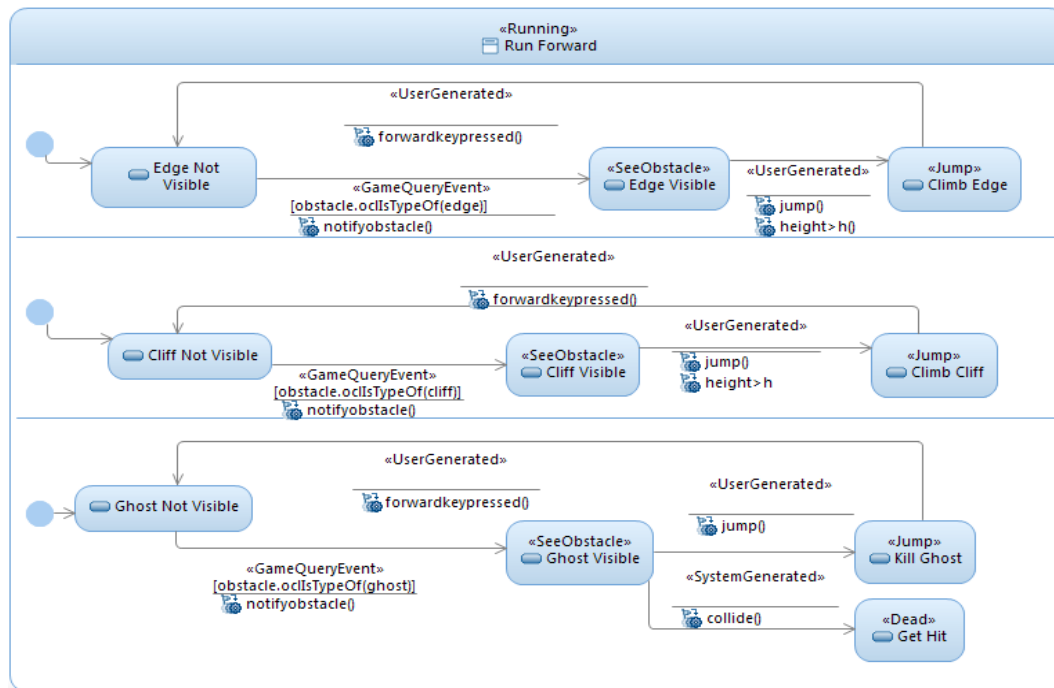 «Running»
Run Forward
«UserGenerated»
forwardkeypressed()
Edge Not
Visible
«SeeObstacle»
Edge Visible
«Jump»
Climb Edge
«UserGenerated»
jump()
height>h()
«GameQueryEvent»
[obstacle.oclIsTypeOf(edge)]
notifyobstacle()
«UserGenerated»
forwardkeypressed()
Cliff Not Visible
«SeeObstacle»
Cliff Visible
«UserGenerated»
jump()
height>h
«Jump»
Climb Cliff
«GameQueryEvent»
[obstacle.oclIsTypeOf(cliff)]
notifyobstacle()
«UserGenerated»
forwardkeypressed()
Ghost Not Visible
«SeeObstacle»
Ghost Visible
«UserGenerated»
jump()
«Jump»
Kill Ghost
«GameQueryEvent»
[obstacle.oclIsTypeOf(ghost)]
notifyobstacle()
«SystemGenerated»
collide()
«Dead»
Get Hit